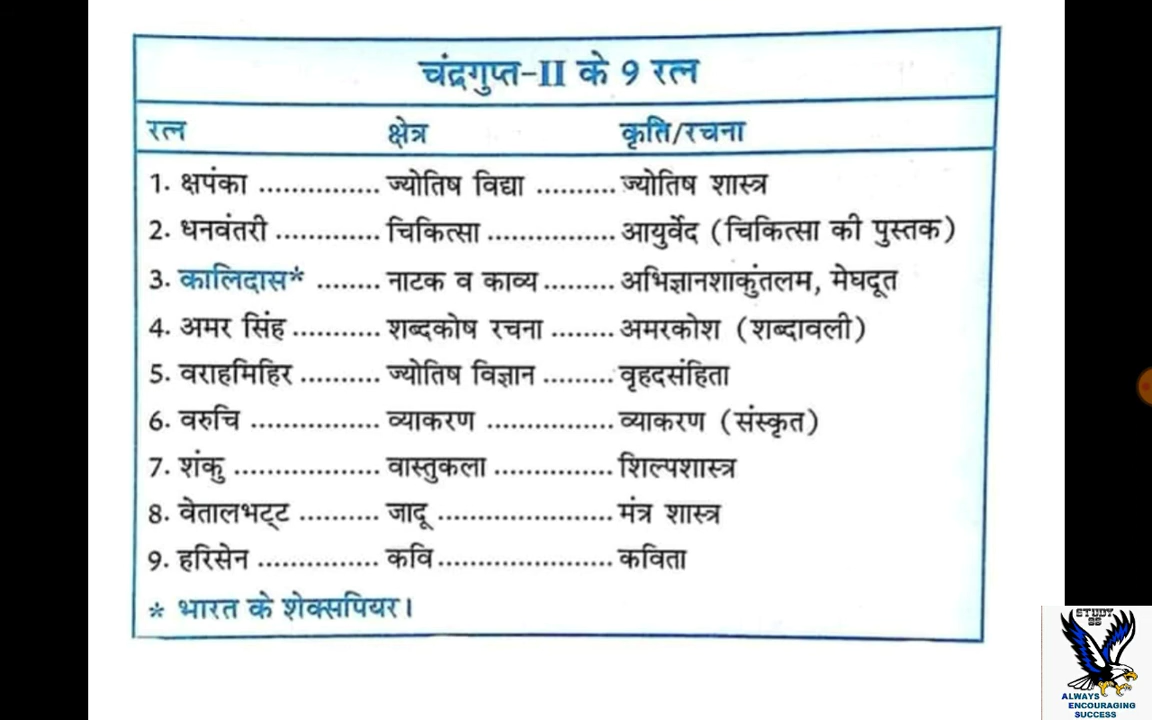 चंद्रगुप्त-II के 9 रत्न
रत्न क्षेत्र कृति/रचना
1. क्षपंका ............... ज्योतिष विद्या .......... ज्योतिष शास्त्र
2. धनवंतरी ............. चिकित्सा ................ आयुर्वेद (चिकित्सा की पुस्तक)
3. कालिदास* ........ नाटक व काव्य ......... अभिज्ञानशाकुंतलम, मेघदूत
4. अमर सिंह ........... शब्दकोष रचना ........ अमरकोश (शब्दावली)
5. वराहमिहिर .......... ज्योतिष विज्ञान ......... वृहदसंहिता
6. वरुचि ................ व्याकरण ................ व्याकरण (संस्कृत)
7. शंकु .................. वास्तुकला ............... शिल्पशास्त्र
8. वेतालभट्ट .......... जादू ...................... मंत्र शास्त्र
9. हरिसेन ............... कवि ...................... कविता
* भारत के शेक्सपियर।
STUDY
ALWAYS
ENCOURAGING
SUCCESS